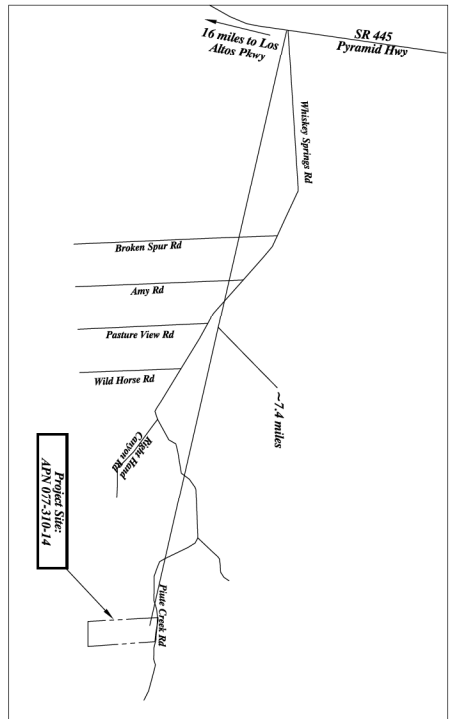 SR 445
Pyramid Hwy
16 miles to Los
Altos Pkwy
Whiskey Springs Rd
Broken Spur Rd
Amy Rd
Pasture View Rd
Wild Horse Rd
~7.4 miles
Right Hand
Canyon Rd
Project Site:
APN 077-310-14
Piute Creek Rd